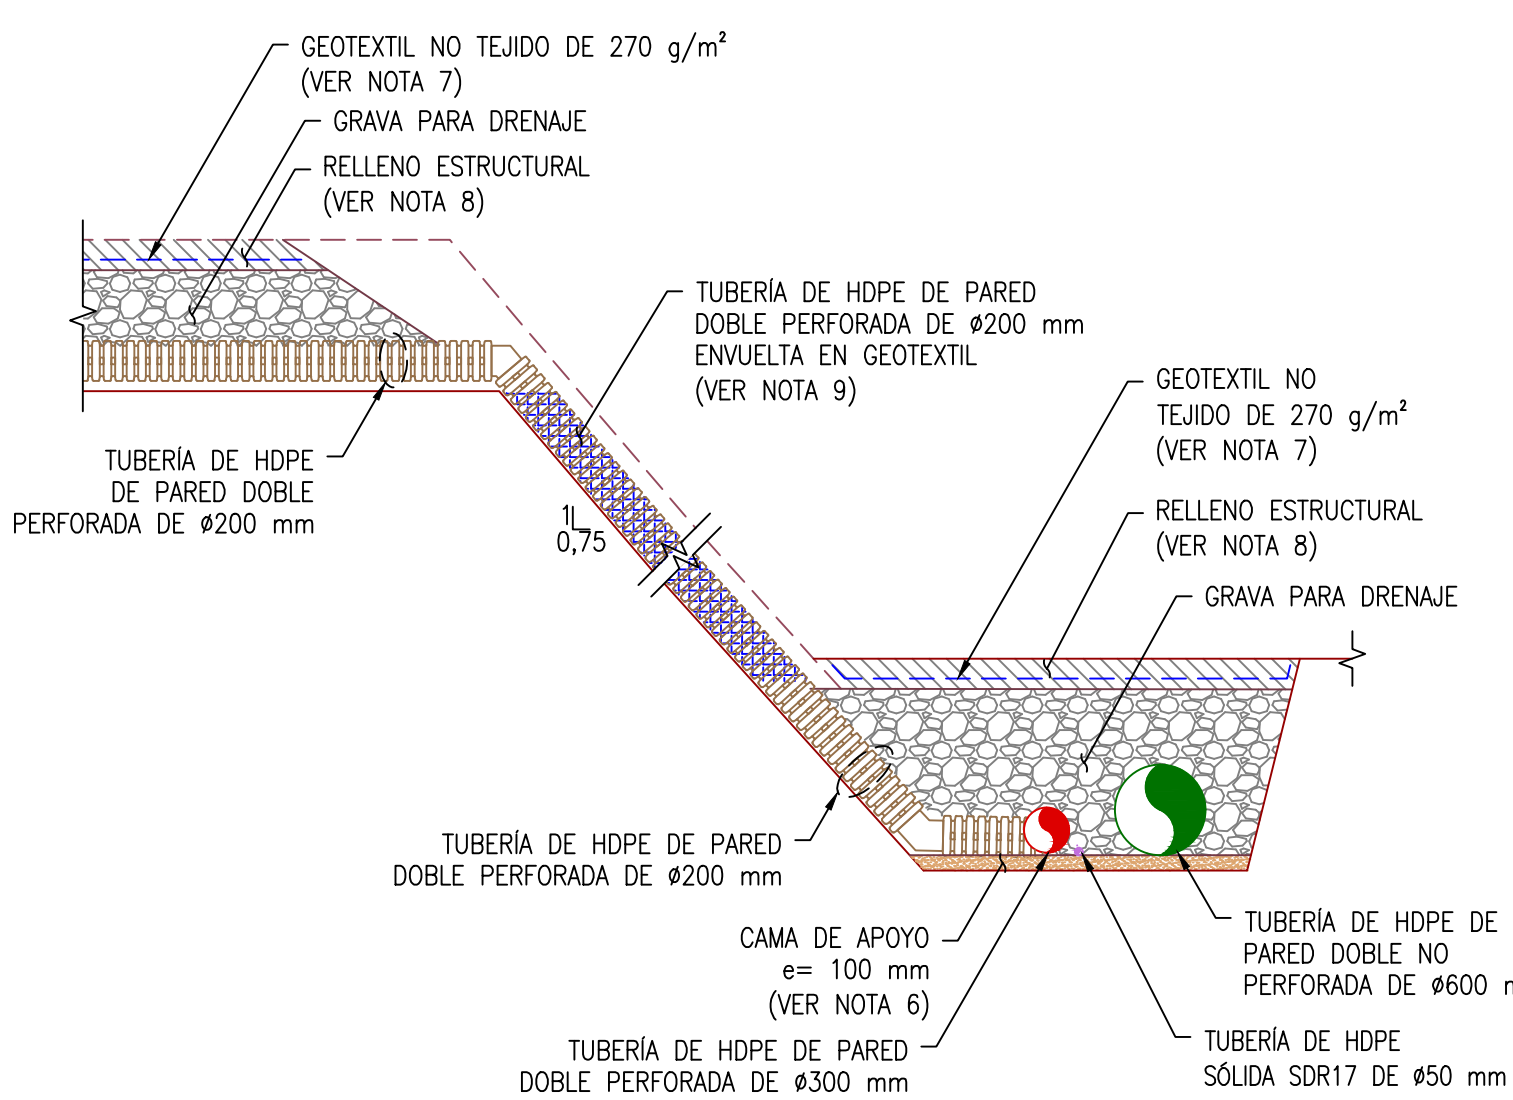 GEOTEXTIL NO TEJIDO DE 270 g/m²
(VER NOTA 7)
GRAVA PARA DRENAJE
RELLENO ESTRUCTURAL
(VER NOTA 8)
TUBERÍA DE HDPE DE PARED
DOBLE PERFORADA DE Ø200 mm
ENVUELTA EN GEOTEXTIL
(VER NOTA 9)
GEOTEXTIL NO
TEJIDO DE 270 g/m²
(VER NOTA 7)
TUBERÍA DE HDPE
DE PARED DOBLE
PERFORADA DE Ø200 mm
1
0,75
RELLENO ESTRUCTURAL
(VER NOTA 8)
GRAVA PARA DRENAJE
TUBERÍA DE HDPE DE PARED
DOBLE PERFORADA DE Ø200 mm
CAMA DE APOYO
e= 100 mm
(VER NOTA 6)
TUBERÍA DE HDPE DE
PARED DOBLE NO
PERFORADA DE Ø600
TUBERÍA DE HDPE DE PARED
DOBLE PERFORADA DE Ø300 mm
TUBERÍA DE HDPE
SÓLIDA SDR17 DE Ø50 mm